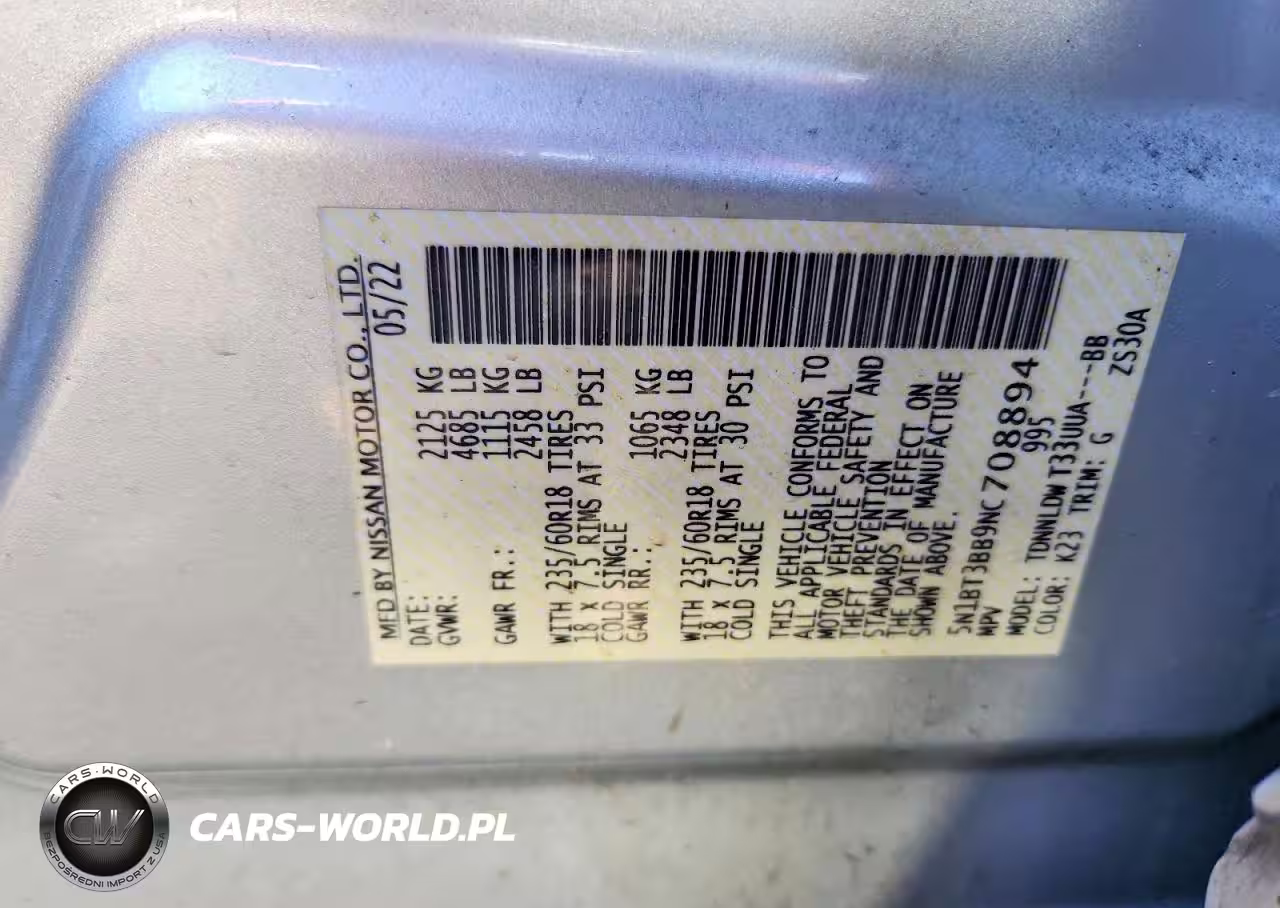 MFD BY NISSAN MOTOR CO., LTD.
DATE: 05/22
GVWR: 2125 KG
4685 LB
GAWR FR.: 1115 KG
2458 LB
WITH 235/60R18 TIRES
18 X 7.5 RIMS AT 33 PSI
COLD SINGLE
GAWR RR.: 1065 KG
2348 LB
WITH 235/60R18 TIRES
18 X 7.5 RIMS AT 30 PSI
COLD SINGLE
THIS VEHICLE CONFORMS TO
ALL APPLICABLE FEDERAL
MOTOR VEHICLE SAFETY AND
THEFT PREVENTION
STANDARDS IN EFFECT ON
THE DATE OF MANUFACTURE
SHOWN ABOVE.
5N1BT3BB9NC708894
MPV 995
MODEL: TDNNLDW T33UUA---BB
COLOR: K23 TRIM: G ZS30A
CARS-WORLD
CW
BEZPOŚREDNI IMPORT Z USA
CARS-WORLD.PL